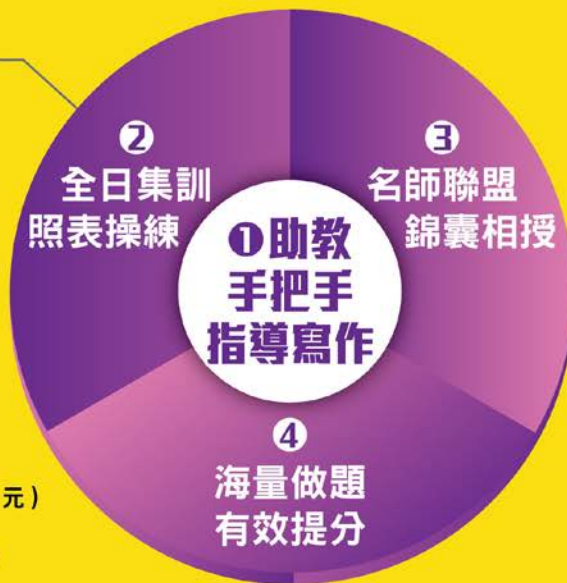 ❶助教
手把手
指導寫作
❷
全日集訓
照表操練
❸
名師聯盟
錦囊相授
❹
海量做題
有效提分
元)